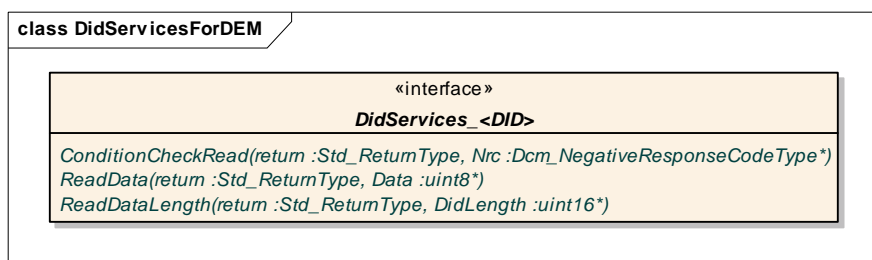 class DidServicesForDEM
«interface»
DidServices_<DID>
ConditionCheckRead(return :Std_ReturnType, Nrc :Dcm_NegativeResponseCodeType*)
ReadData(return :Std_ReturnType, Data :uint8*)
ReadDataLength(return :Std_ReturnType, DidLength :uint16*)